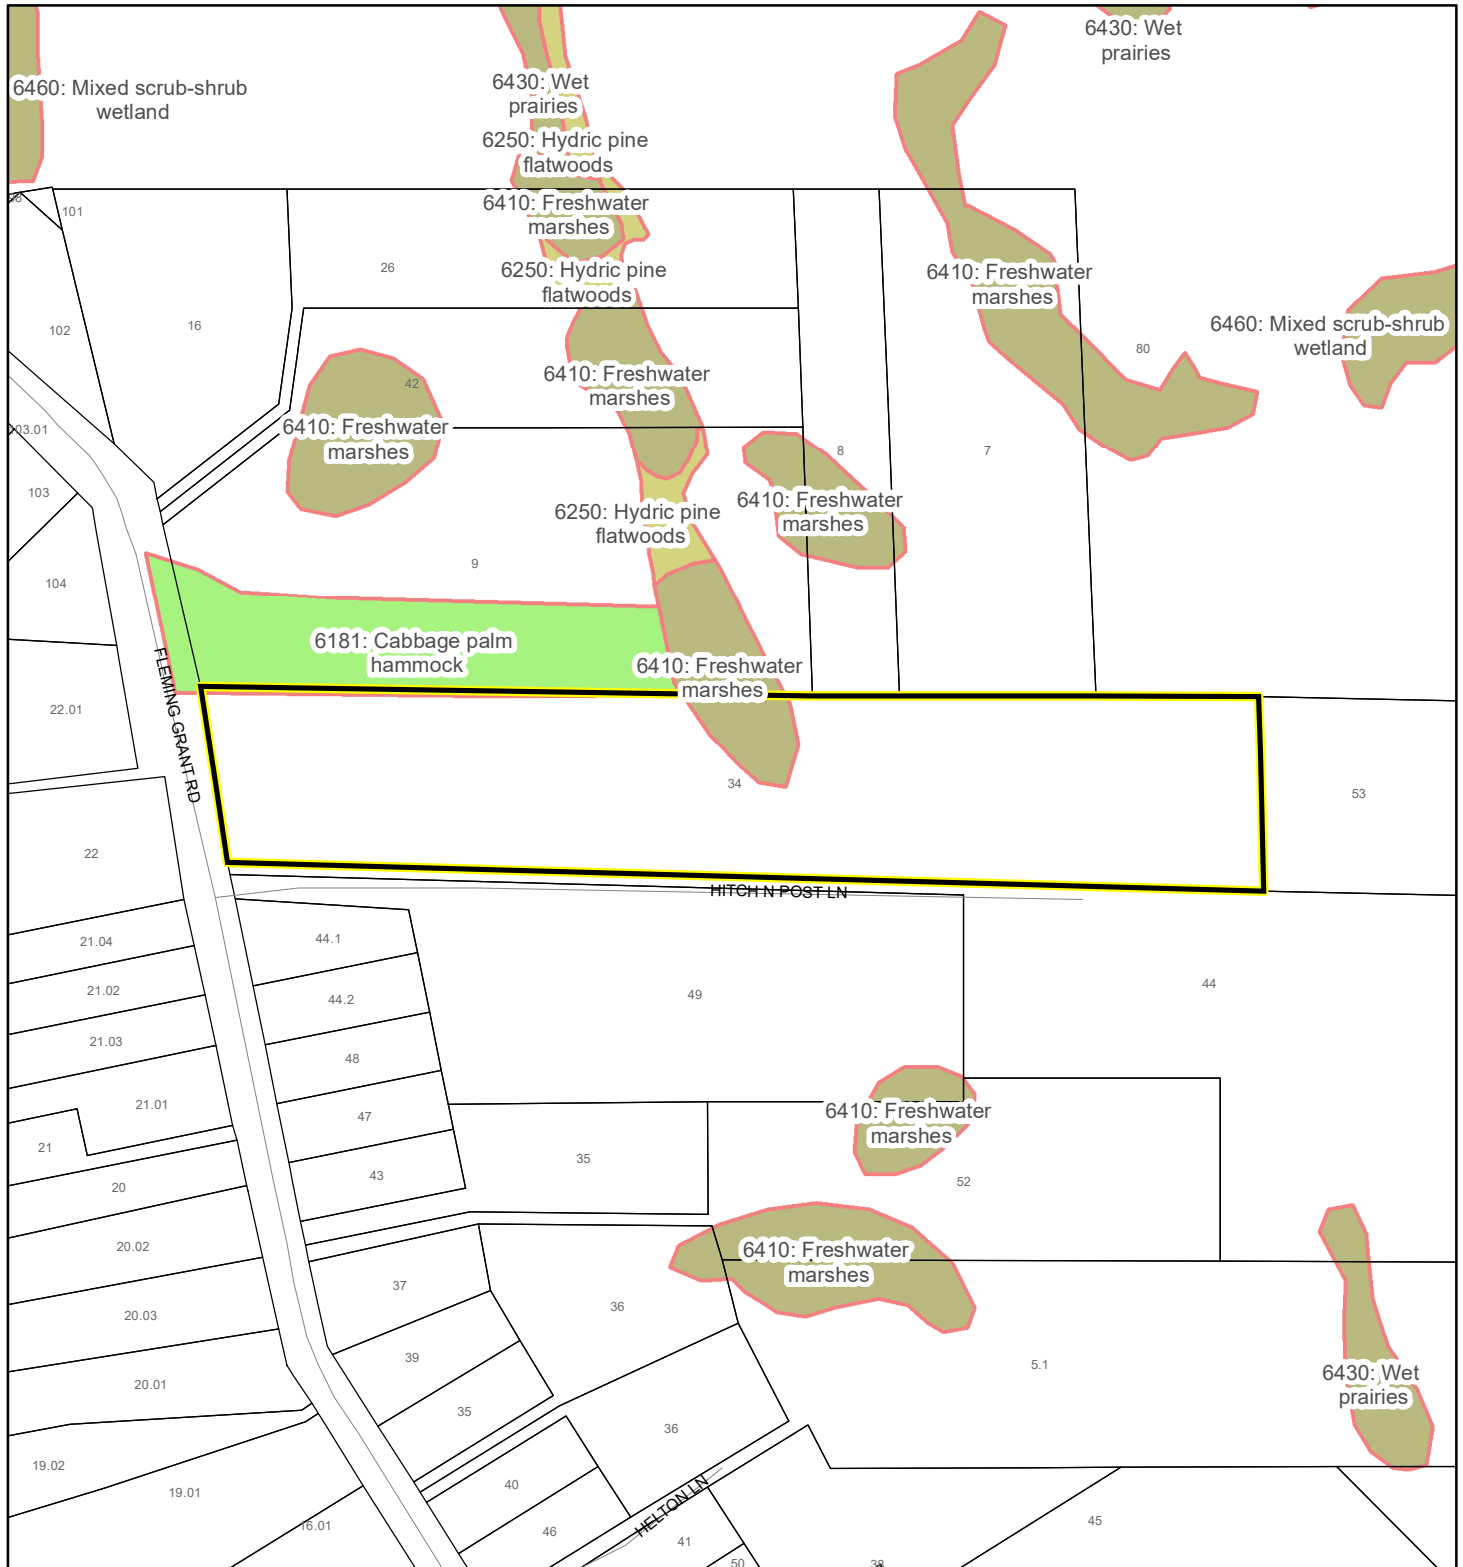 6430: Wet
prairies
6460: Mixed scrub-shrub
wetland
6430: Wet
prairies
6250: Hydric pine
flatwoods
101
6410: Freshwater
marshes
26
6250: Hydric pine
flatwoods
6410: Freshwater
marshes
102
16
6460: Mixed scrub-shrub
wetland
80
42
6410: Freshwater
marshes
6410: Freshwater
marshes
03.01
8
7
103
6410: Freshwater
marshes
6250: Hydric pine
flatwoods
9
104
6181: Cabbage palm
hammock
6410: Freshwater
marshes
FLEMING GRANT RD
22.01
34
53
22
HITCH N POST LN
21.04
44.1
21.02
44.2
49
44
21.03
48
21.01
47
6410: Freshwater
marshes
21
43
35
20
52
20.02
6410: Freshwater
marshes
37
36
20.03
39
5.1
20.01
35
6430: Wet
prairies
36
19.02
19.01
40
HELTON LN
16.01
46
41
45
50
38